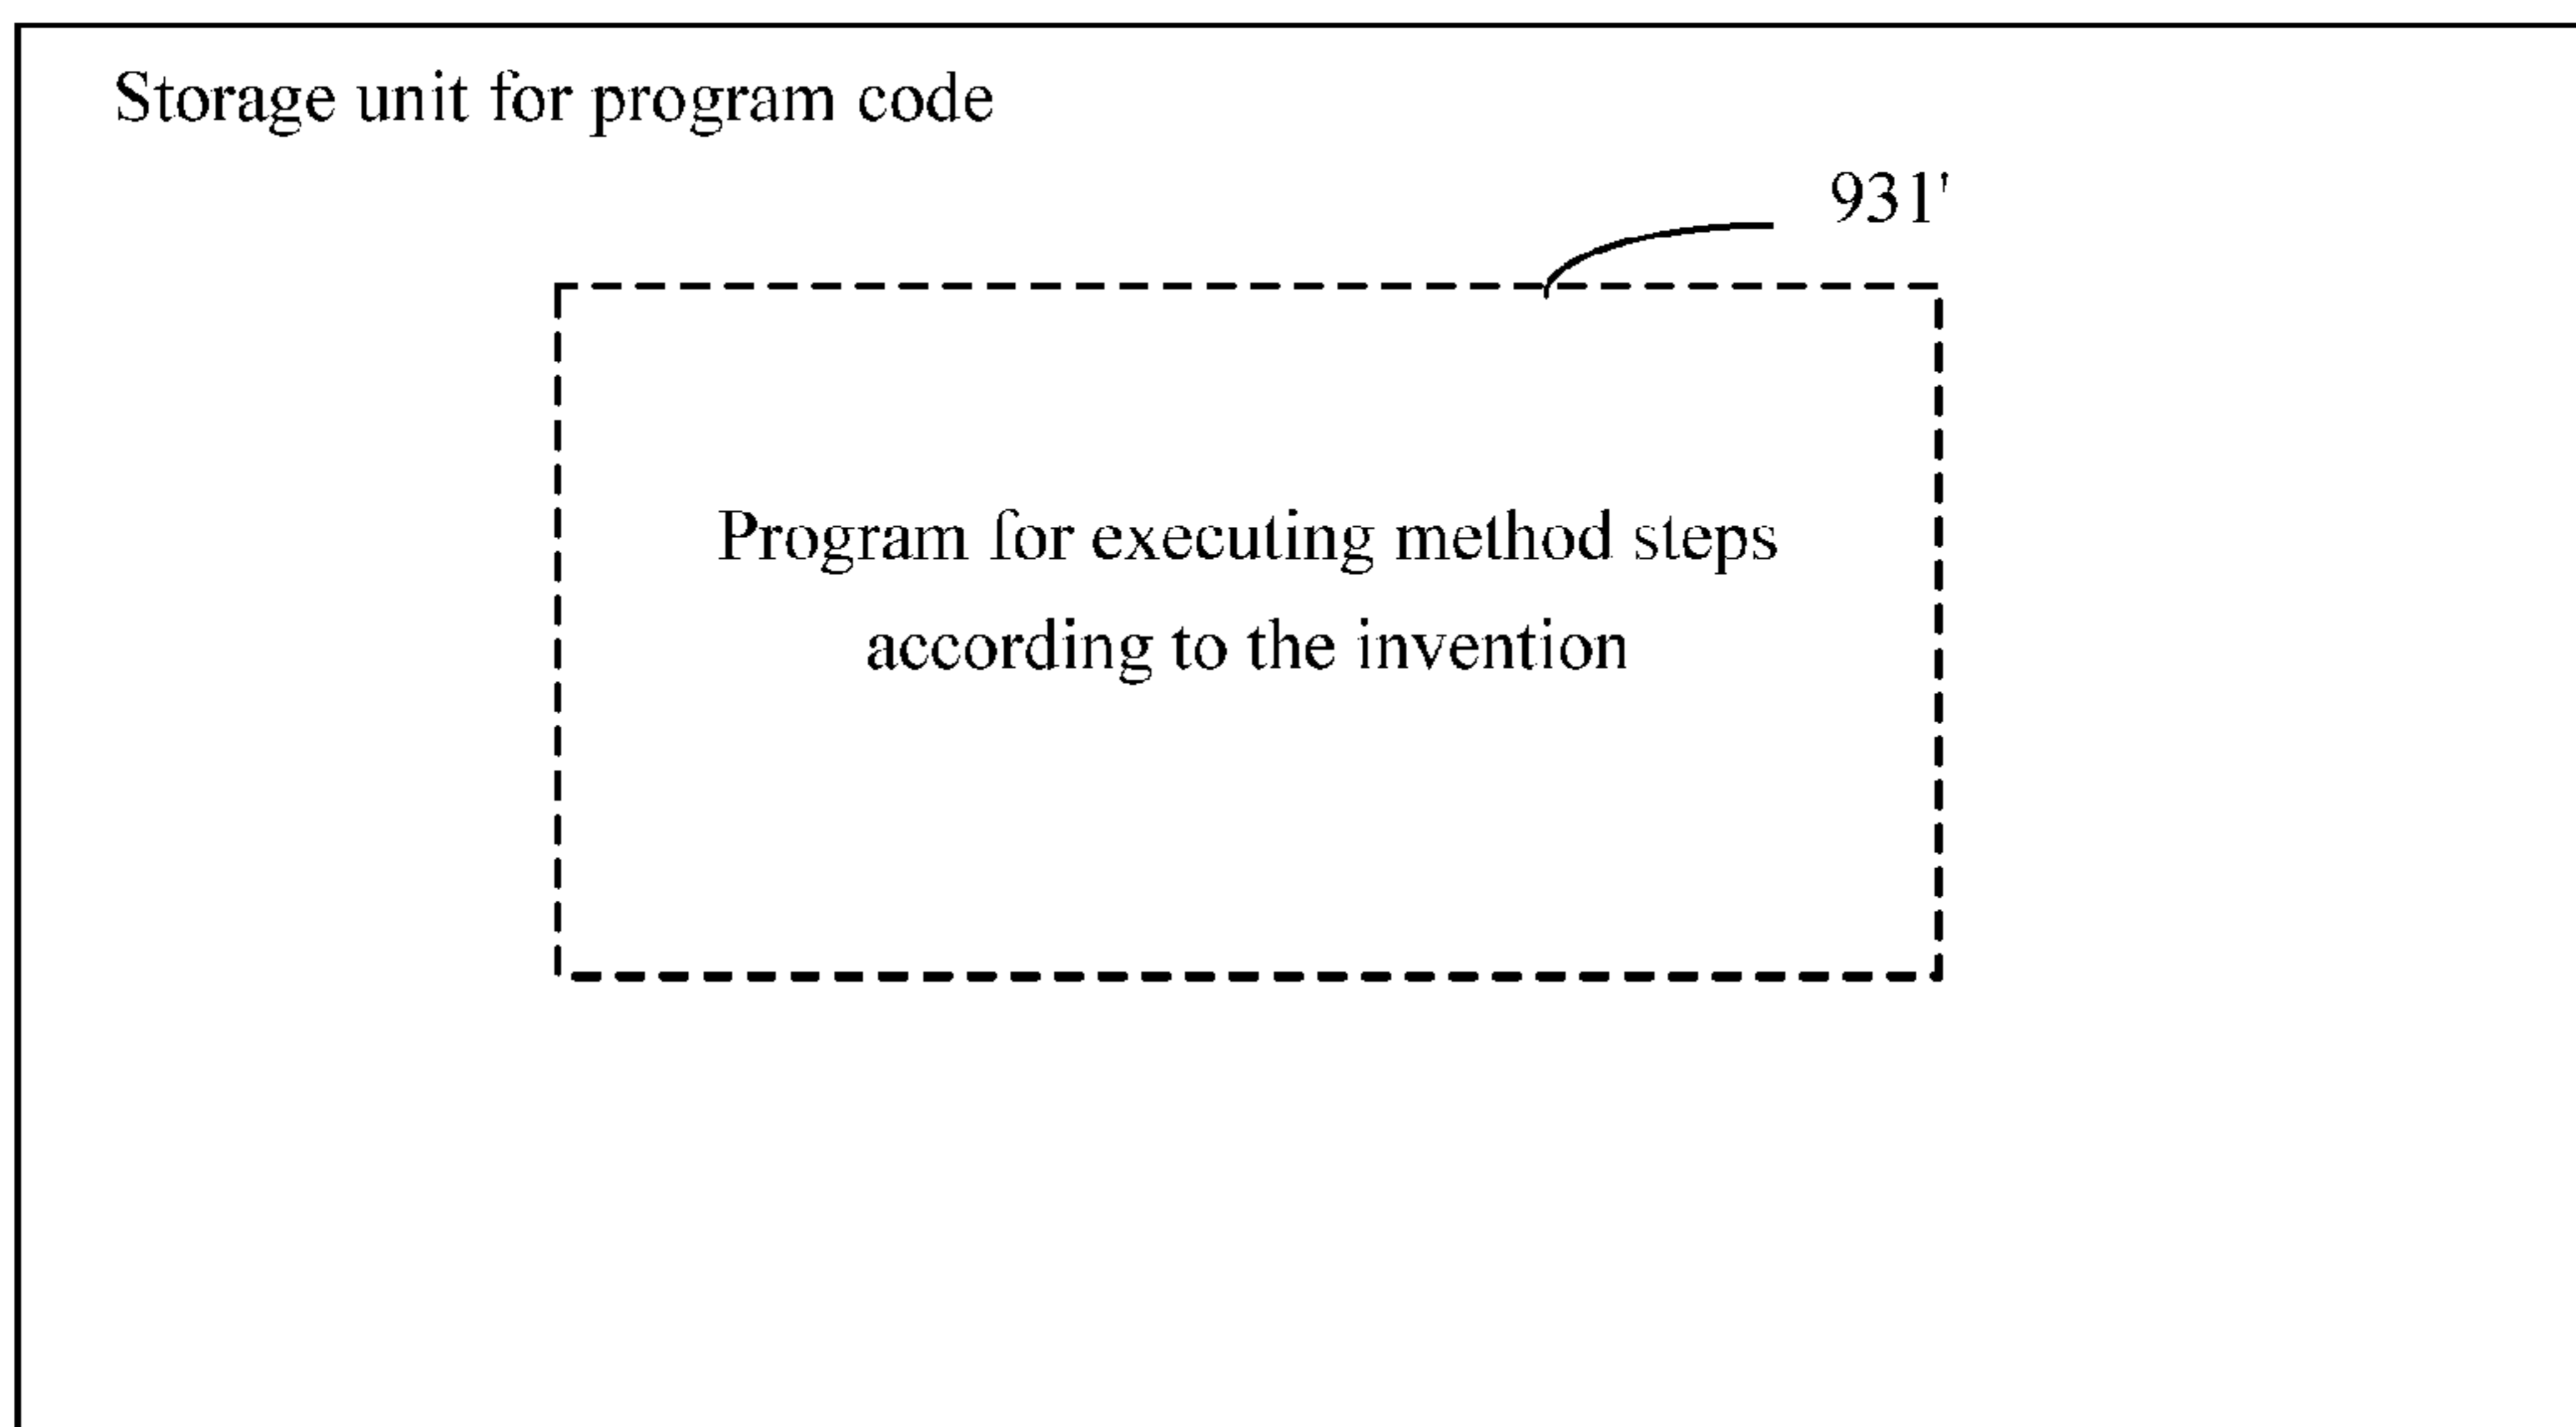 Storage unit for program code
931'
Program for executing method steps
according to the invention